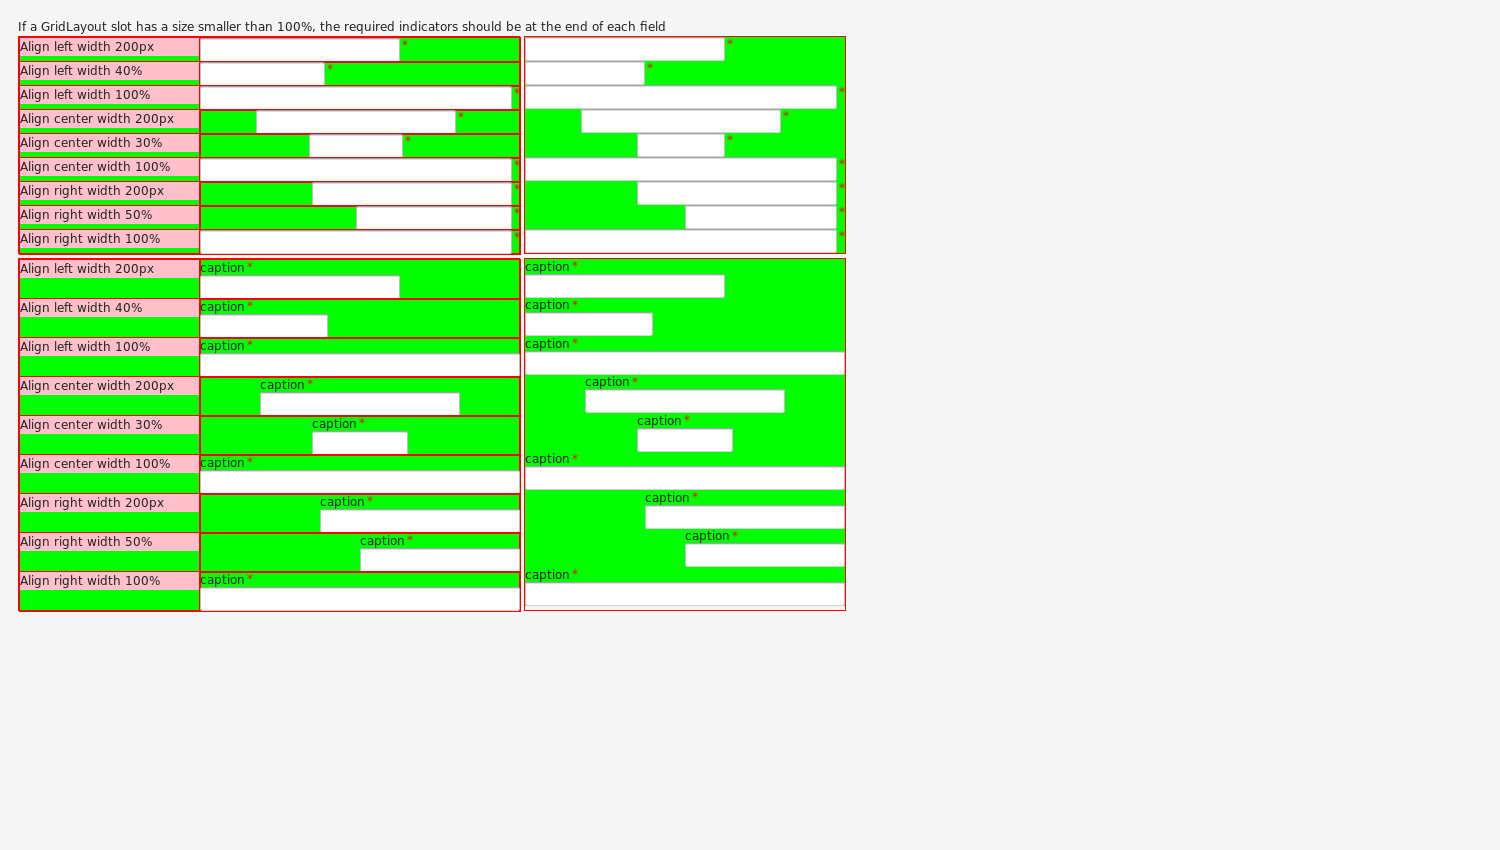 If a GridLayout slot has a size smaller than 100%, the required indicators should be at the end of each field
Align left width 200px * *
Align left width 40% * *
Align left width 100% * *
Align center width 200px * *
Align center width 30% * *
Align center width 100% * *
Align right width 200px * *
Align right width 50% * *
Align right width 100% * *
Align left width 200px caption * caption *
Align left width 40% caption * caption *
Align left width 100% caption * caption *
Align center width 200px caption * caption *
Align center width 30% caption * caption *
Align center width 100% caption * caption *
Align right width 200px caption * caption *
Align right width 50% caption * caption *
Align right width 100% caption * caption *